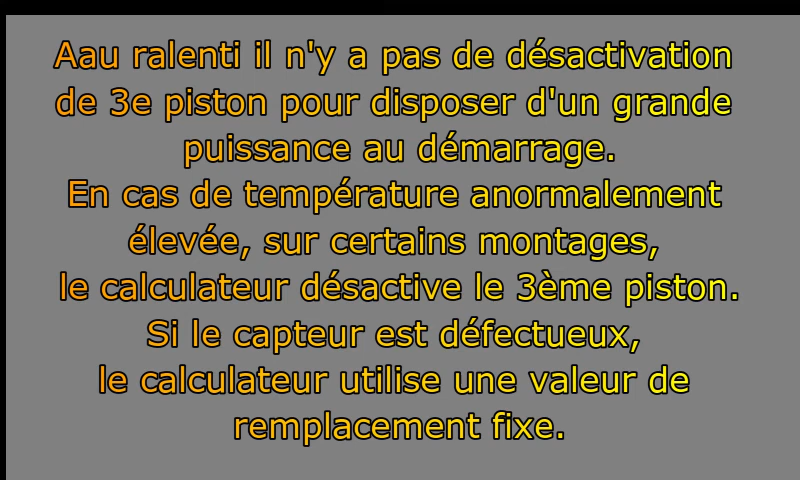 Aau ralenti il n'y a pas de désactivation
de 3e piston pour disposer d'un grande
puissance au démarrage.
En cas de température anormalement
élevée, sur certains montages,
le calculateur désactive le 3ème piston.
Si le capteur est défectueux,
le calculateur utilise une valeur de
remplacement fixe.